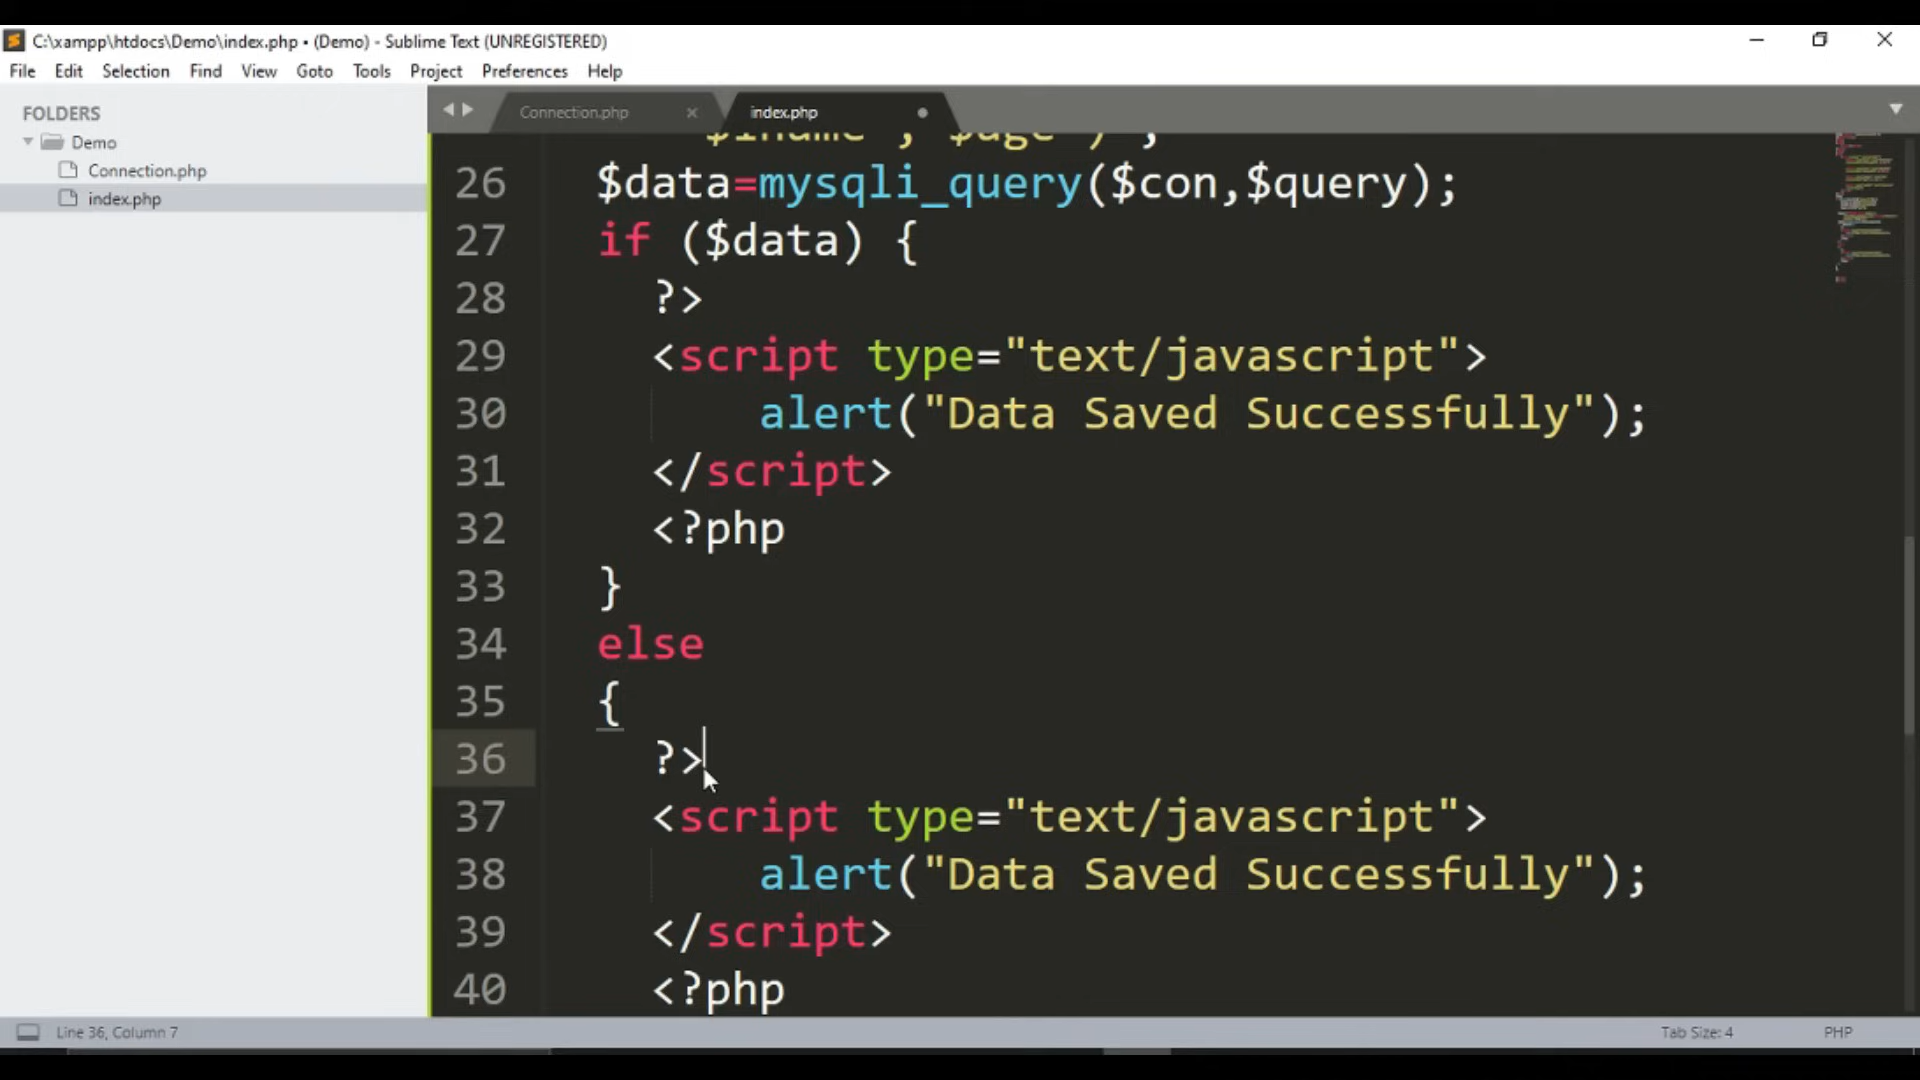 C:\xampp\htdocs\Demo\index.php • (Demo) - Sublime Text (UNREGISTERED)
File Edit Selection Find View Goto Tools Project Preferences Help
FOLDERS
Demo
Connection.php
index.php
Connection.php
index.php
26 $data=mysqli_query($con,$query);
27 if ($data) {
28 ?>
29 <script type="text/javascript">
30 alert("Data Saved Successfully");
31 </script>
32 <?php
33 }
34 else
35 {
36 ?>
37 <script type="text/javascript">
38 alert("Data Saved Successfully");
39 </script>
40 <?php
Line 36, Column 7
Tab Size: 4
PHP